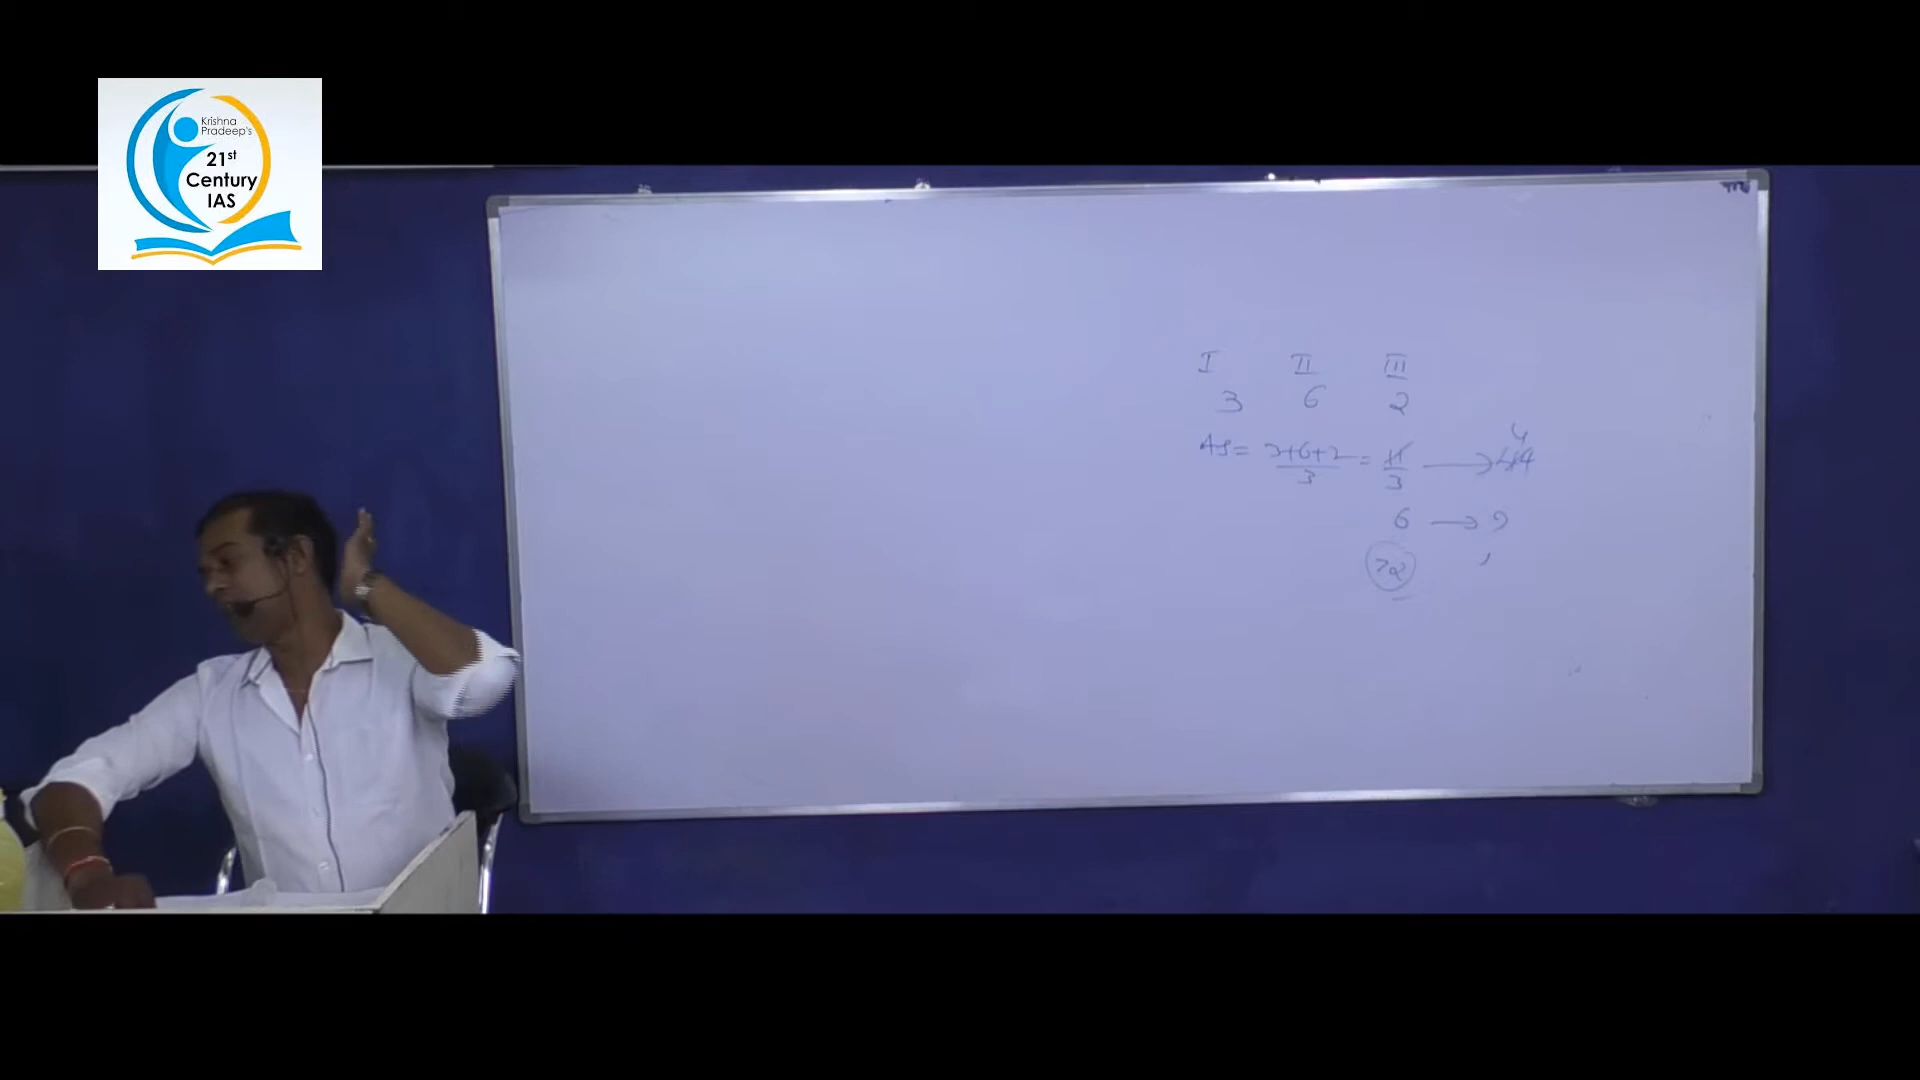 Krishna
Pradeep's
21st
Century
IAS
I II III
3 6 2
AS = 3+6+2/3 = 11/3 → 44
4
6 → ?
72